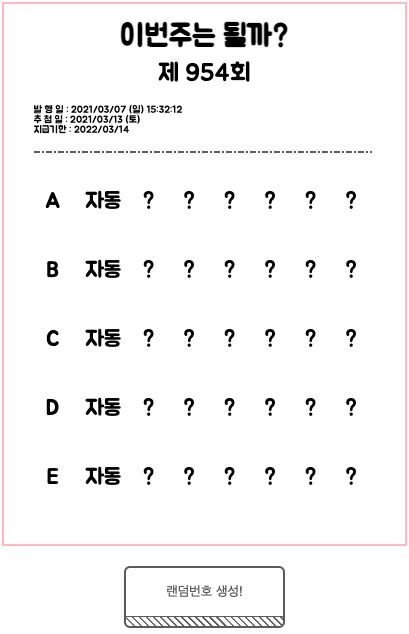 이번주는 될까?
제 954회
발 행 일 : 2021/03/07 (일) 15:32:12
추 첨 일 : 2021/03/13 (토)
지급기한 : 2022/03/14
A 자동 ? ? ? ? ? ?
B 자동 ? ? ? ? ? ?
C 자동 ? ? ? ? ? ?
D 자동 ? ? ? ? ? ?
E 자동 ? ? ? ? ? ?
랜덤번호 생성!